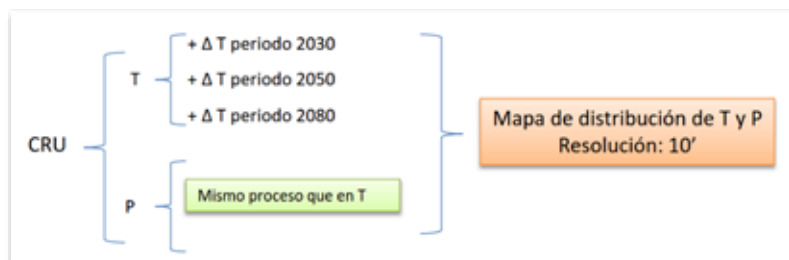 + Δ T periodo 2030
T
+ Δ T periodo 2050
+ Δ T periodo 2080
CRU
Mapa de distribución de T y P
Resolución: 10’
P
Mismo proceso que en T